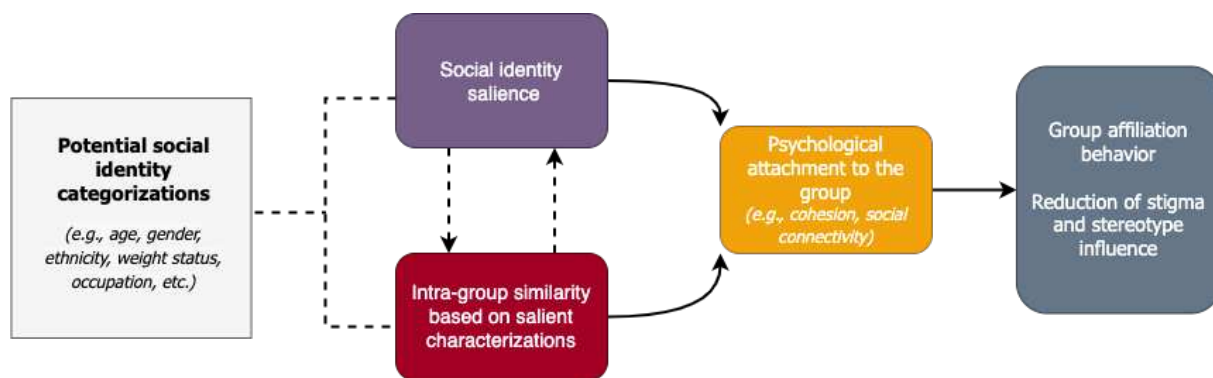 Potential social
identity
categorizations
(e.g., age, gender,
ethnicity, weight status,
occupation, etc.)
Social identity
salience
Intra-group similarity
based on salient
characterizations
Psychological
attachment to the
group
(e.g., cohesion, social
connectivity)
Group affiliation
behavior
Reduction of stigma
and stereotype
influence